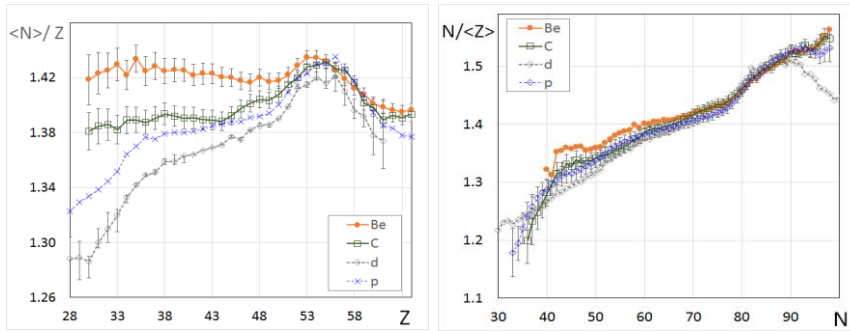 <N>/ Z
1.42
1.38
1.34
1.30
1.26
28 33 38 43 48 53 58 Z
Be
C
d
p
N/<Z>
1.5
1.4
1.3
1.2
1.1
30 40 50 60 70 80 90 N
Be
C
d
p